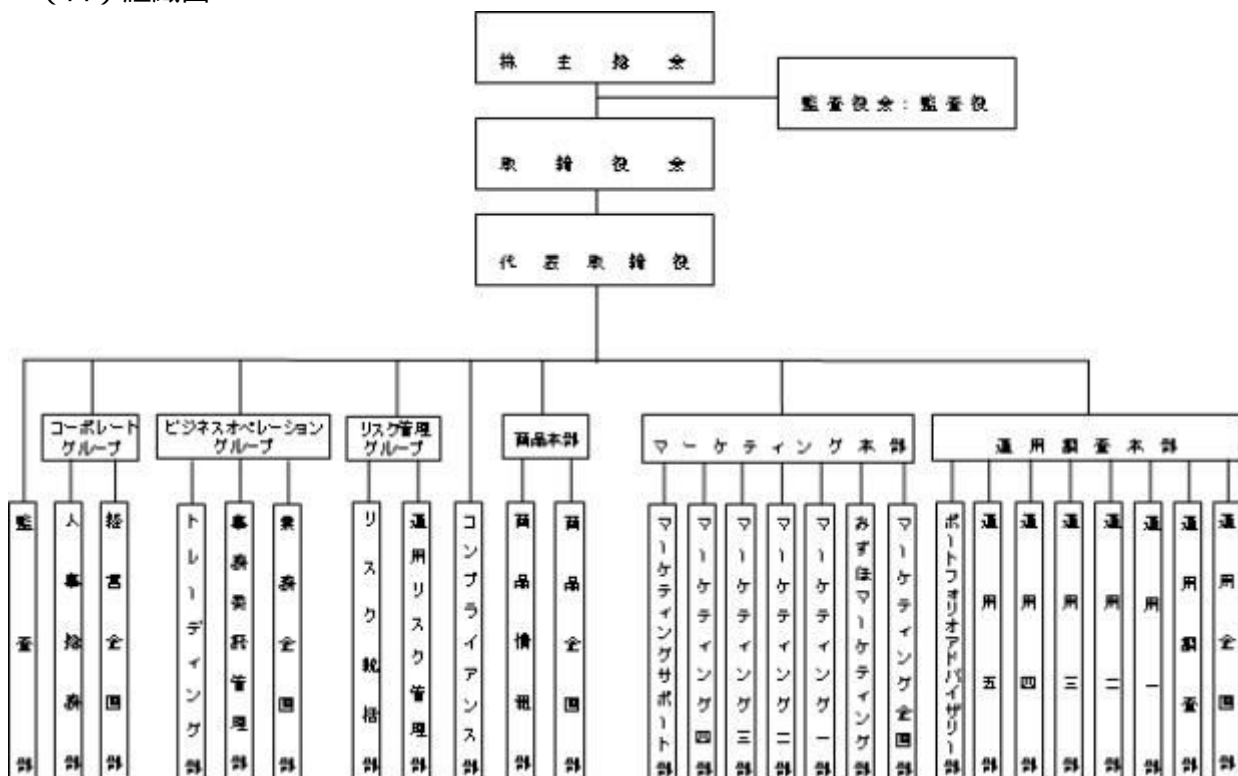 株主総会
監査役会：監査役
取締役会
代表取締役
コーポレート
グループ
ビジネスオペレーション
グループ
リスク管理
グループ
商品本部
マーケティング本部
運用調査本部
監査部
人事総務部
経営企画部
トレーディング部
事務委託管理部
業務企画部
リスク統括部
運用リスク管理部
コンプライアンス部
商品情報部
商品企画部
マーケティングサポート部
マーケティング四部
マーケティング三部
マーケティング二部
マーケティング一部
みずほマーケティング部
マーケティング企画部
ポートフォリオアドバイザリー部
運用五部
運用四部
運用三部
運用二部
運用一部
運用調査部
運用企画部